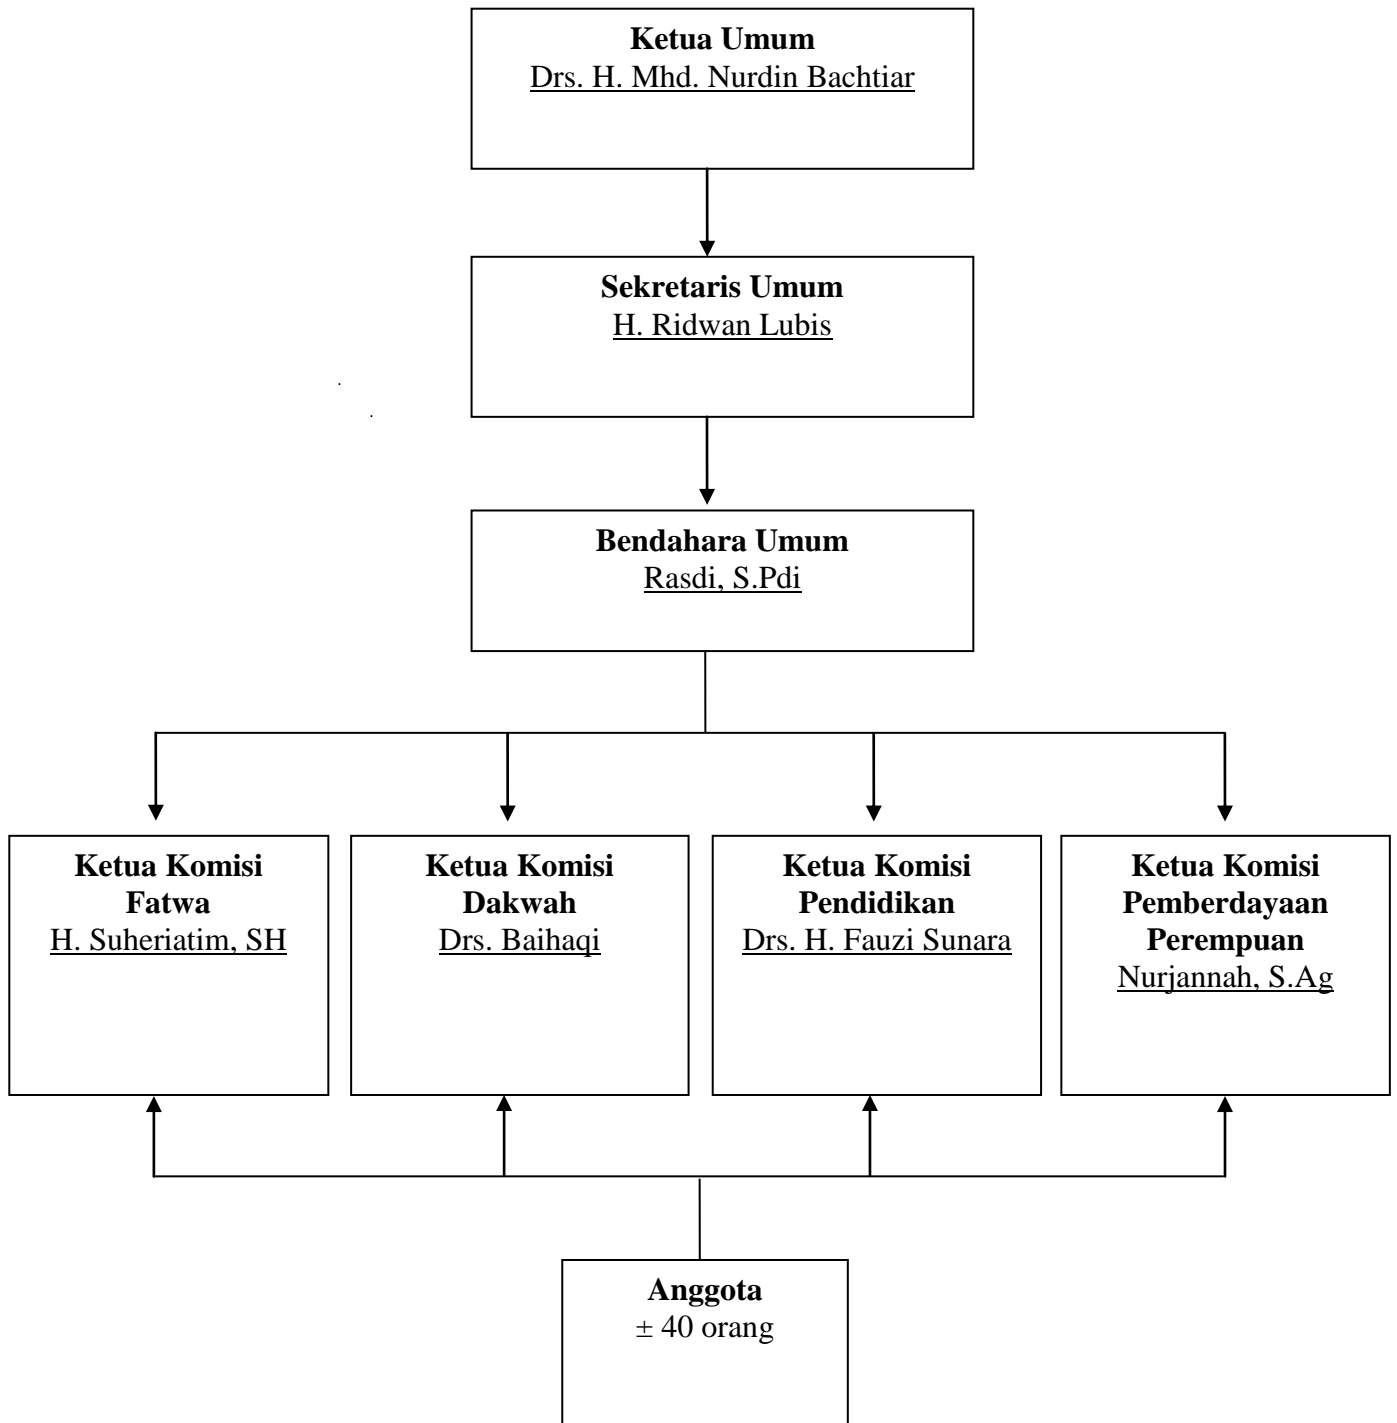 Ketua Umum
Drs. H. Mhd. Nurdin Bachtiar
Sekretaris Umum
H. Ridwan Lubis
Bendahara Umum
Rasdi, S.Pdi
Ketua Komisi
Fatwa
H. Suheriatim, SH
Ketua Komisi
Dakwah
Drs. Baihaqi
Ketua Komisi
Pendidikan
Drs. H. Fauzi Sunara
Ketua Komisi
Pemberdayaan
Perempuan
Nurjannah, S.Ag
Anggota
± 40 orang